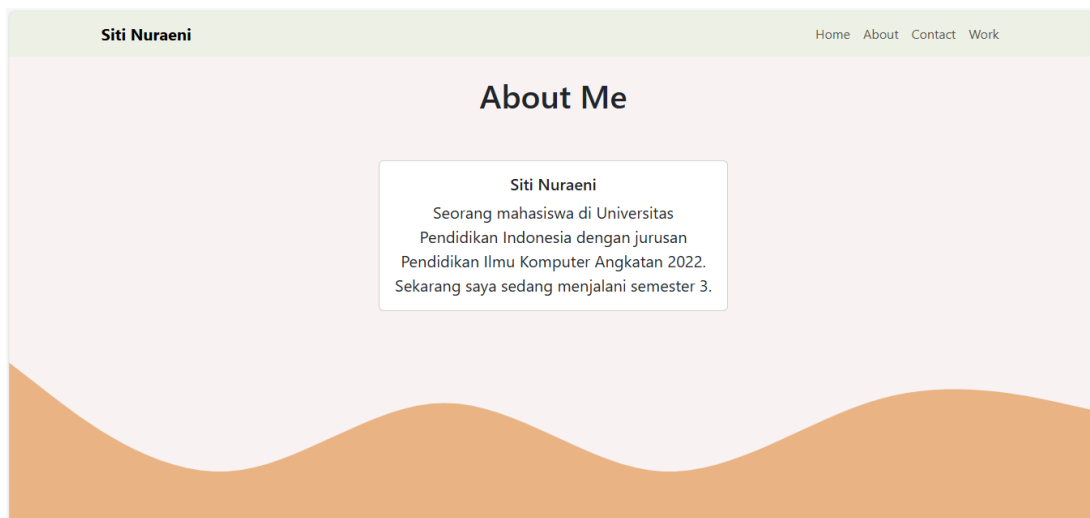 Siti Nuraeni
Home About Contact Work
About Me
Siti Nuraeni
Seorang mahasiswa di Universitas
Pendidikan Indonesia dengan jurusan
Pendidikan Ilmu Komputer Angkatan 2022.
Sekarang saya sedang menjalani semester 3.